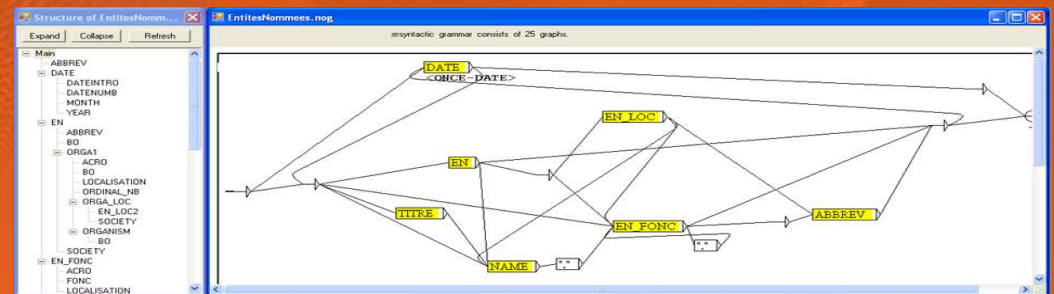 Structure of EntitesNomm...
Expand
Collapse
Refresh
Main
ABBREV
DATE
DATEINTRO
DATENUMB
MONTH
YEAR
EN
ABBREV
BO
ORGA1
ACRO
BO
LOCALISATION
ORDINAL_NB
ORGA_LOC
EN_LOC2
SOCIETY
ORGANISM
BO
SOCIETY
EN_FONC
ACRO
FONC
LOCALISATION
EntitesNommees.nog
syntactic grammar consists of 25 graphs.
DATE
<ONCE-DATE>
EN_LOC
EN
TITRE
EN_FONC
ABBREV
NAME
","
","